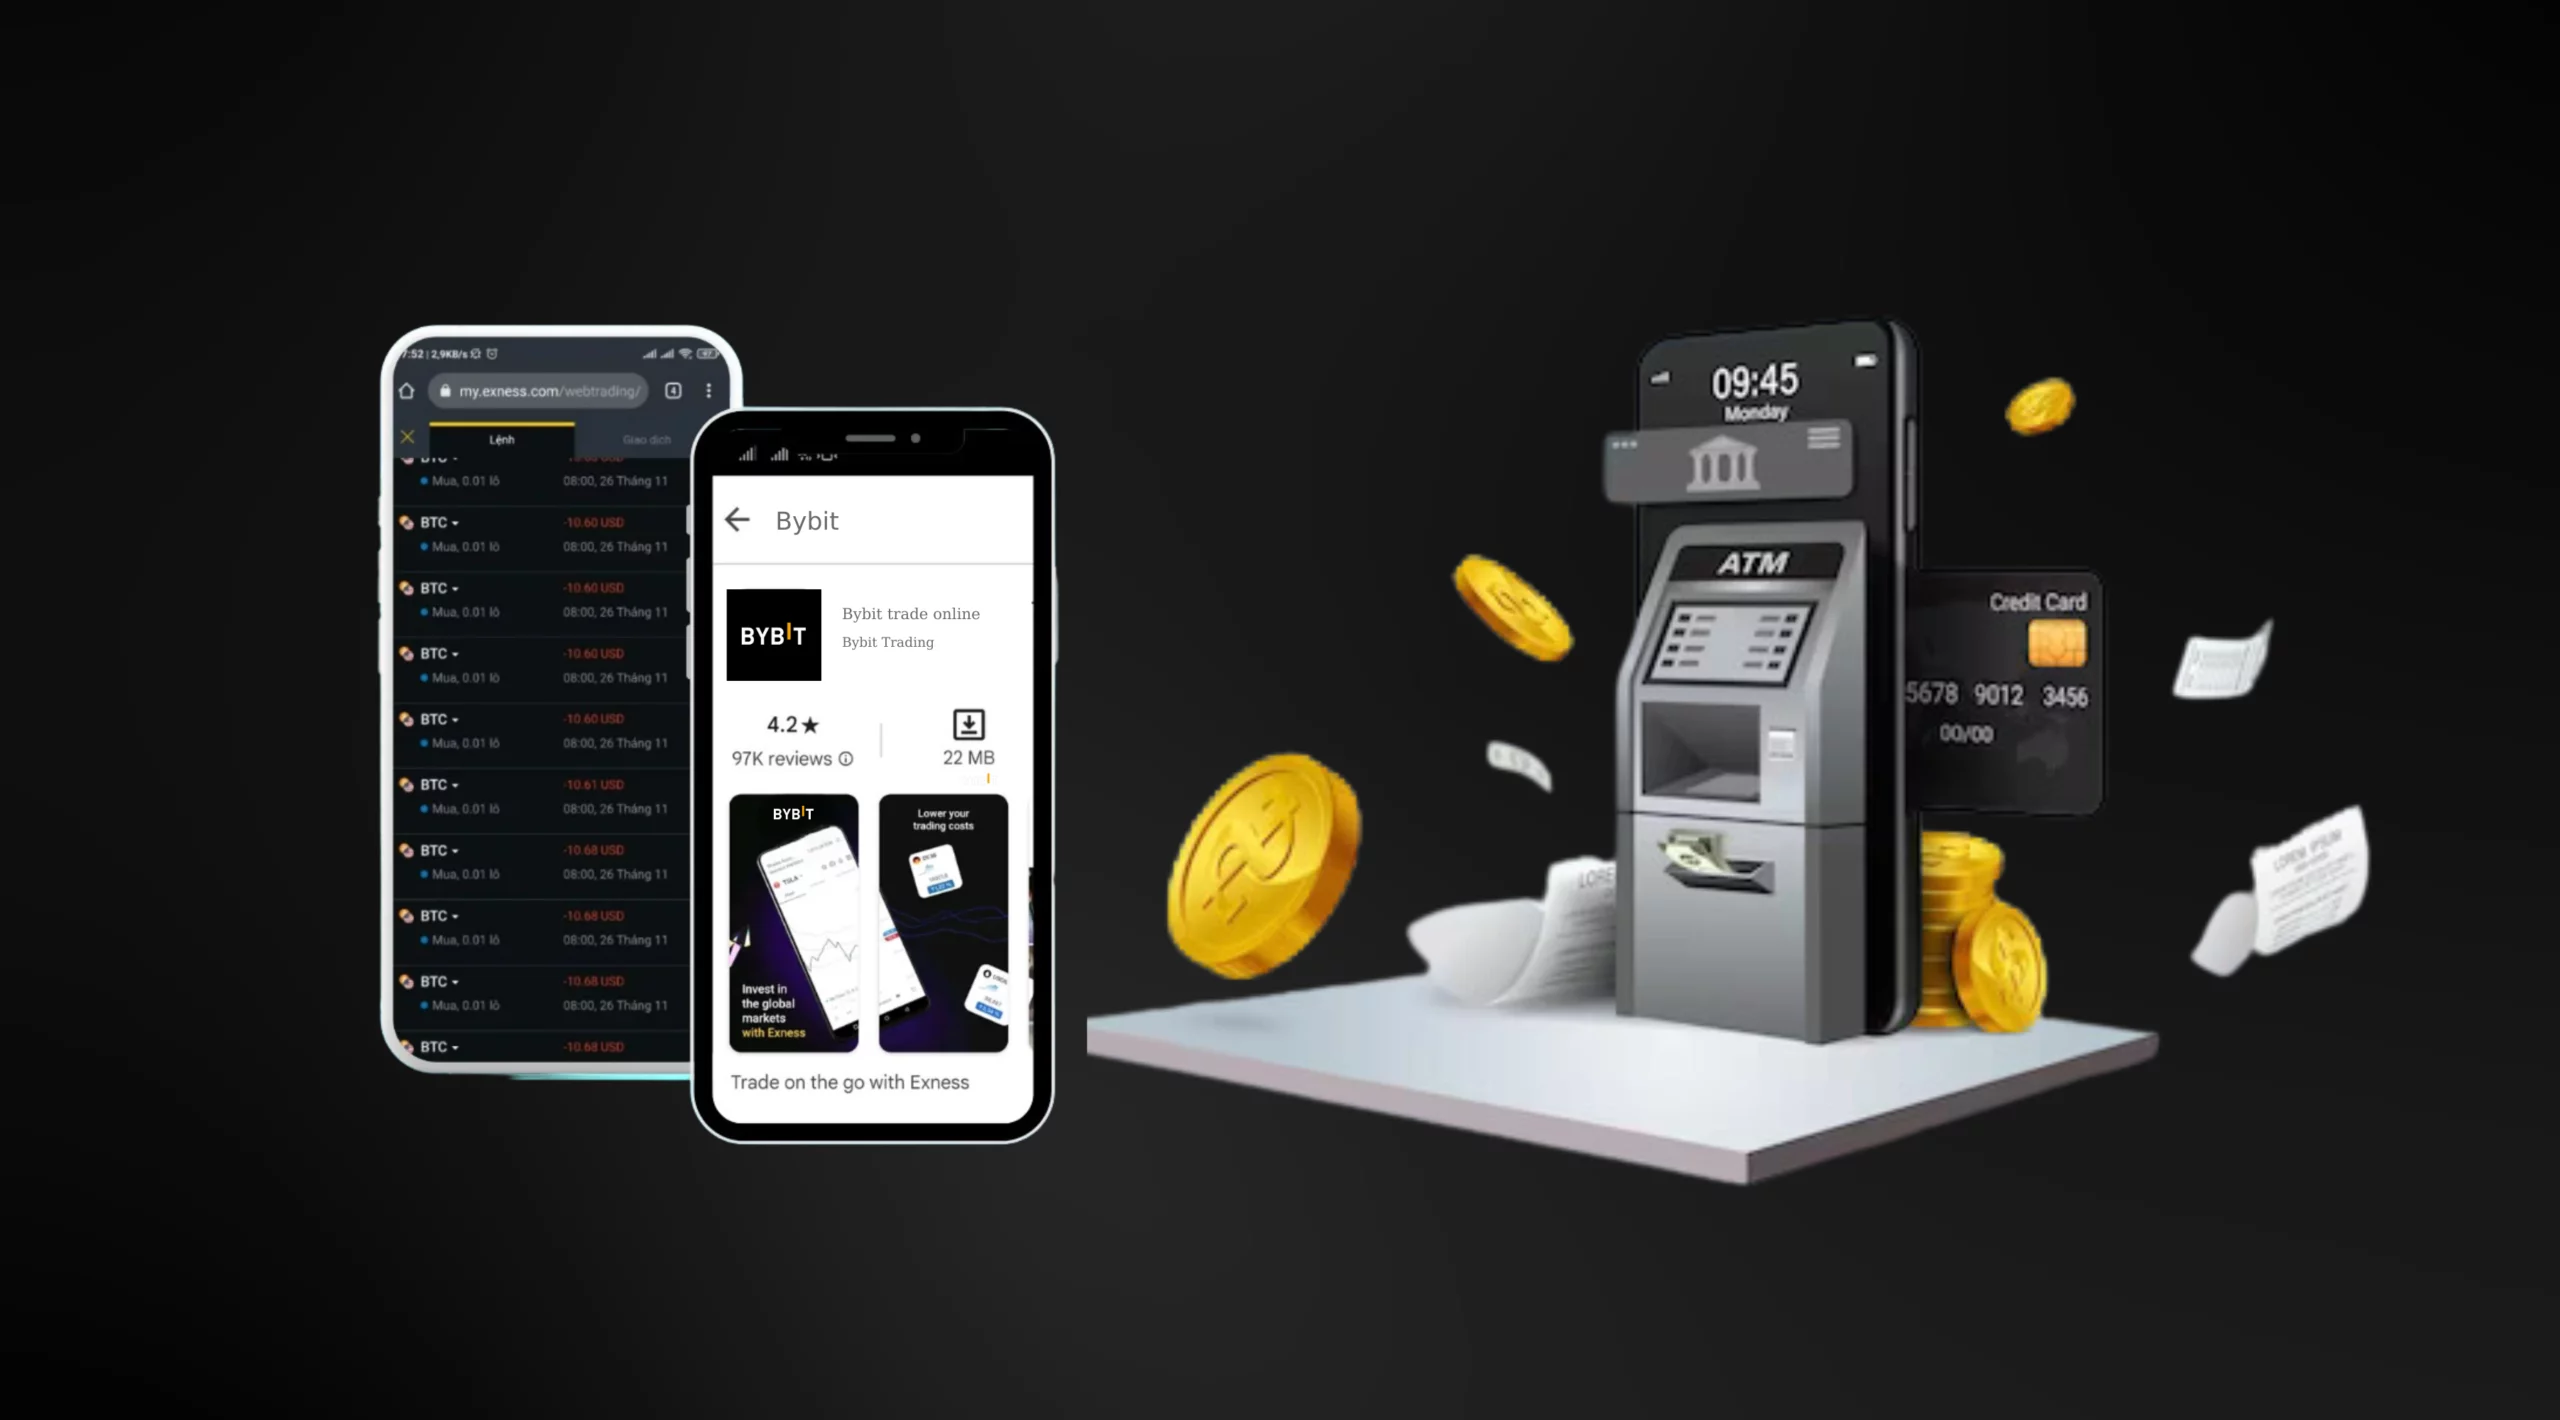 7:52 | 2,9KB/s
my.exness.com/webtrading/
4
Lệnh
Giao dịch
BTC
Mua, 0.01 lô
08:00, 26 Tháng 11
BTC
-10.60 USD
Mua, 0.01 lô
08:00, 26 Tháng 11
BTC
-10.60 USD
Mua, 0.01 lô
08:00, 26 Tháng 11
BTC
-10.60 USD
Mua, 0.01 lô
08:00, 26 Tháng 11
BTC
-10.60 USD
Mua, 0.01 lô
08:00, 26 Tháng 11
BTC
-10.61 USD
Mua, 0.01 lô
08:00, 26 Tháng 11
BTC
-10.68 USD
Mua, 0.01 lô
08:00, 26 Tháng 11
BTC
-10.68 USD
Mua, 0.01 lô
08:00, 26 Tháng 11
BTC
-10.68 USD
Mua, 0.01 lô
08:00, 26 Tháng 11
BTC
-10.68 USD
Bybit
BYBIT
Bybit trade online
Bybit Trading
4.2★
97K reviews
22 MB
BYBIT
Invest in
the global
markets
with Exness
Lower your
trading costs
Trade on the go with Exness
09:45
Monday
ATM
Credit Card
5678 9012 3456
00/00
LORE
LOREM IPSUM